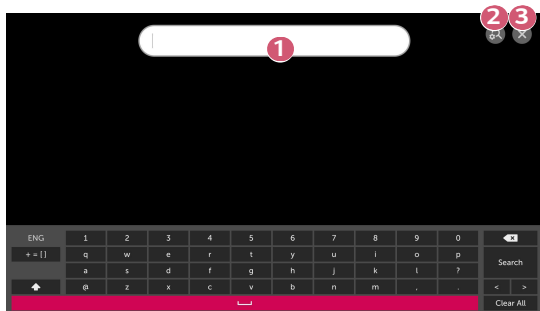 2 3
1
ENG 1 2 3 4 5 6 7 8 9 0
+ = [ ] q w e r t y u i o p
a s d f g h j k l ? Search
@ z x c v b n m , . < >
Clear All